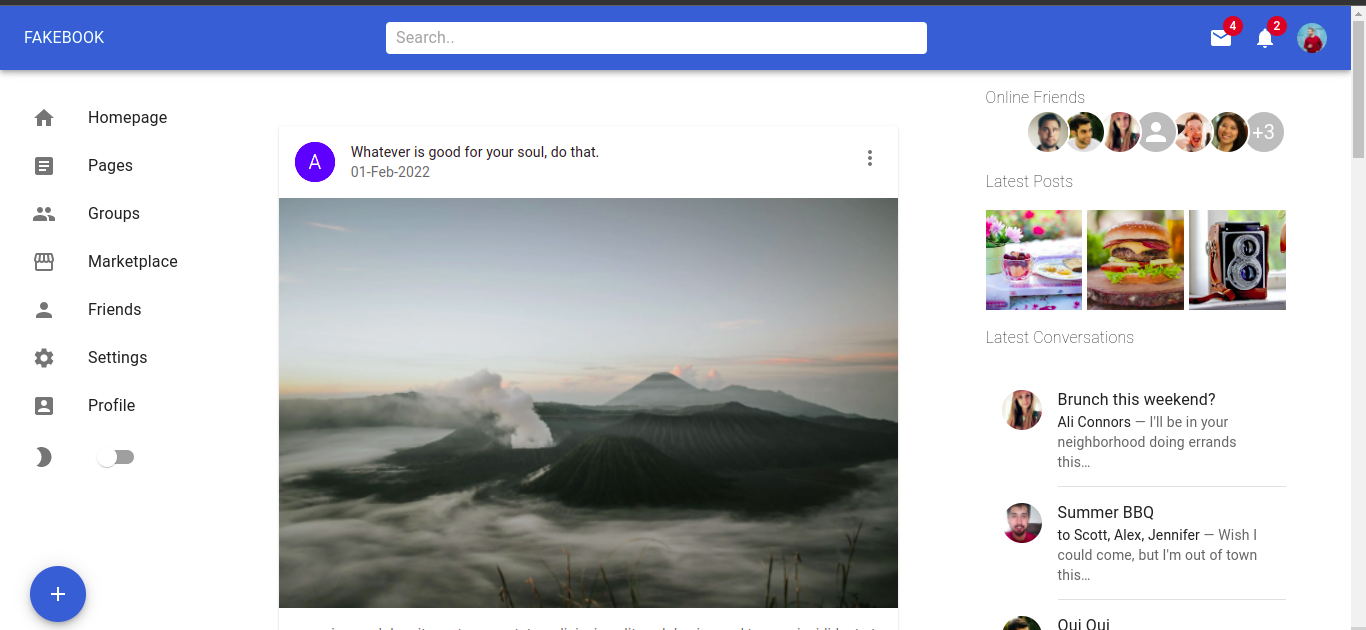 FAKEBOOK
Search..
4
2
Homepage
Pages
Groups
Marketplace
Friends
Settings
Profile
A
Whatever is good for your soul, do that.
01-Feb-2022
Online Friends
+3
Latest Posts
Latest Conversations
Brunch this weekend?
Ali Connors — I'll be in your
neighborhood doing errands
this…
Summer BBQ
to Scott, Alex, Jennifer — Wish I
could come, but I'm out of town
this…
Oui Oui